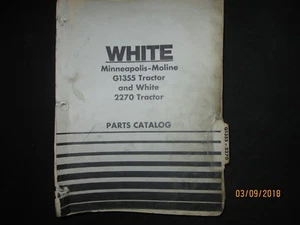 WHITE
Minneapolis-Moline
G1355 Tractor
and White
2270 Tractor
PARTS CATALOG
03/09/2018